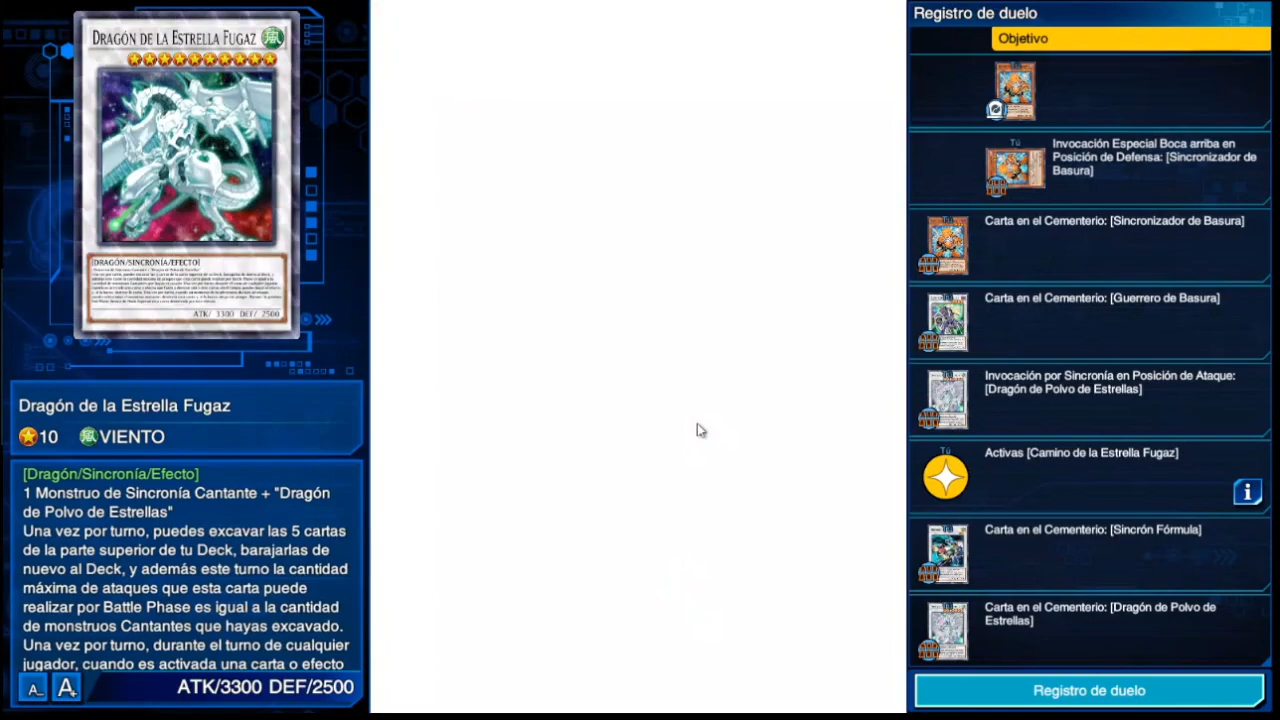 DRAGÓN DE LA ESTRELLA FUGAZ 風
[DRAGÓN/SINCRONÍA/EFECTO]
ATK/ 3300 DEF/ 2500
Dragón de la Estrella Fugaz
10 風 VIENTO
[Dragón/Sincronía/Efecto]
1 Monstruo de Sincronía Cantante + "Dragón
de Polvo de Estrellas"
Una vez por turno, puedes excavar las 5 cartas
de la parte superior de tu Deck, barajarlas de
nuevo al Deck, y además este turno la cantidad
máxima de ataques que esta carta puede
realizar por Battle Phase es igual a la cantidad
de monstruos Cantantes que hayas excavado.
Una vez por turno, durante el turno de cualquier
jugador, cuando es activada una carta o efecto
A- A+ ATK/3300 DEF/2500
Registro de duelo
Objetivo
Tú
Invocación Especial Boca arriba en
Posición de Defensa: [Sincronizador de
Basura]
Carta en el Cementerio: [Sincronizador de Basura]
Carta en el Cementerio: [Guerrero de Basura]
Invocación por Sincronía en Posición de Ataque:
[Dragón de Polvo de Estrellas]
Tú
Activas [Camino de la Estrella Fugaz]
i
Carta en el Cementerio: [Sincrón Fórmula]
Carta en el Cementerio: [Dragón de Polvo de
Estrellas]
Registro de duelo